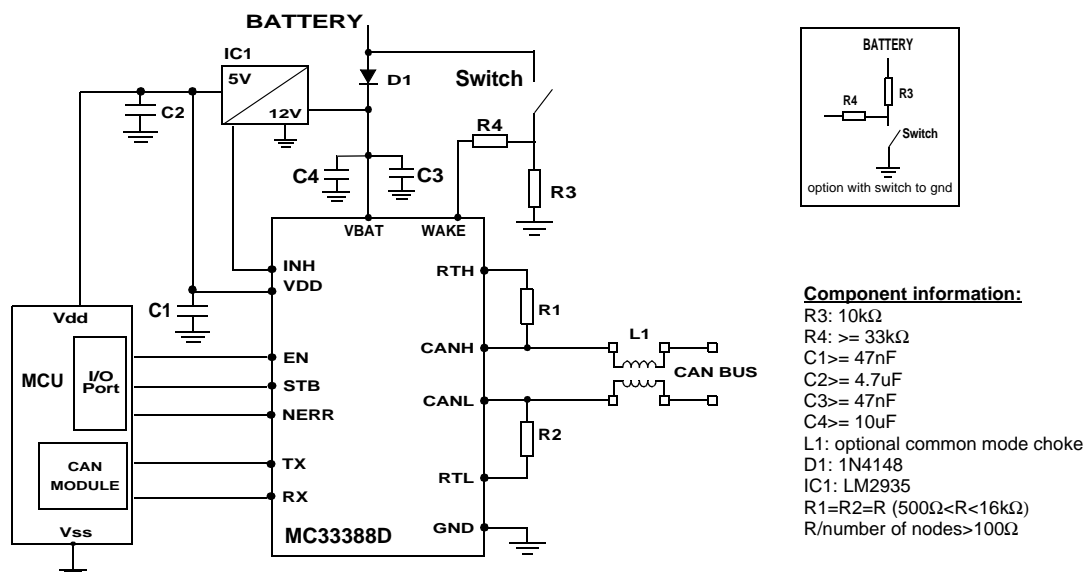 BATTERY
IC1
5V
12V
D1
Switch
C2
R4
C4
C3
R3
VBAT
WAKE
INH
VDD
RTH
C1
R1
Vdd
L1
MCU
I/O
Port
EN
CANH
CAN BUS
STB
CANL
NERR
R2
CAN
MODULE
TX
RTL
RX
Vss
GND
MC33388D
BATTERY
R3
R4
Switch
option with switch to gnd
Component information:
R3: 10kΩ
R4: >= 33kΩ
C1>= 47nF
C2>= 4.7uF
C3>= 47nF
C4>= 10uF
L1: optional common mode choke
D1: 1N4148
IC1: LM2935
R1=R2=R (500Ω<R<16kΩ)
R/number of nodes>100Ω